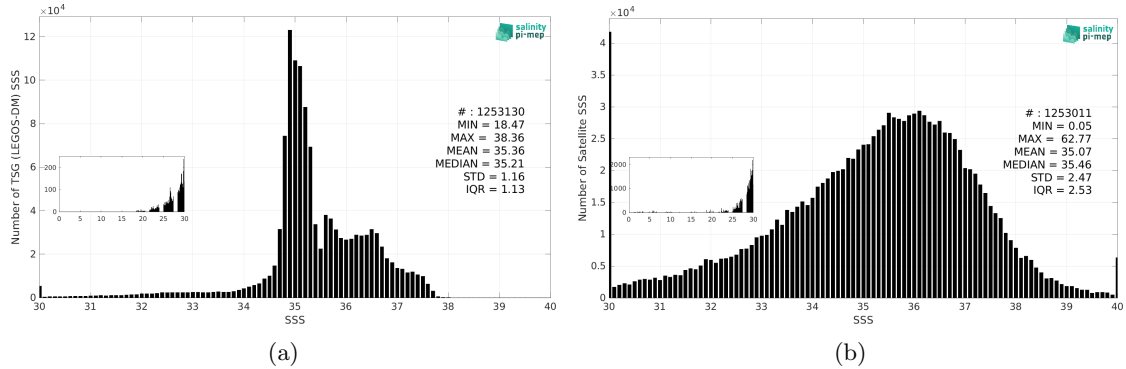 ×10⁴
salinity
pi-mep
Number of TSG (LEGOS-DM) SSS
12
10
8
6
4
2
0
# : 1253130
MIN = 18.47
MAX = 38.36
MEAN = 35.36
MEDIAN = 35.21
STD = 1.16
IQR = 1.13
200
100
0
0 5 10 15 20 25 30
30 31 32 33 34 35 36 37 38 39 40
SSS
(a)
×10⁴
salinity
pi-mep
Number of Satellite SSS
4
3.5
3
2.5
2
1.5
1
0.5
0
# : 1253011
MIN = 0.05
MAX = 62.77
MEAN = 35.07
MEDIAN = 35.46
STD = 2.47
IQR = 2.53
2000
1000
0
0 5 10 15 20 25 30
30 31 32 33 34 35 36 37 38 39 40
SSS
(b)